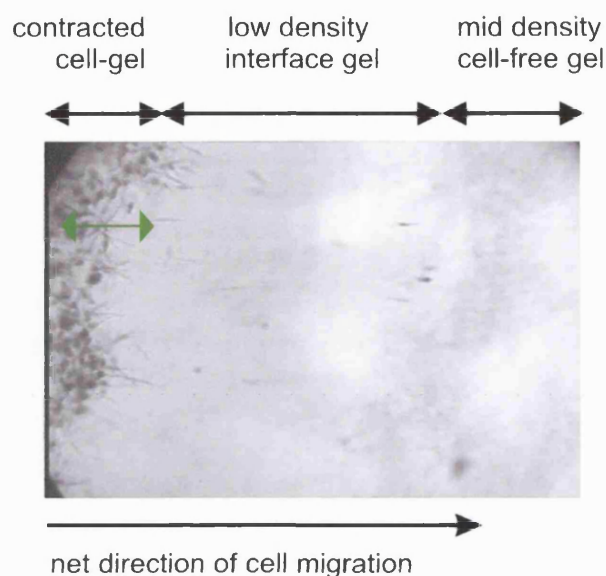 contracted
cell-gel
low density
interface gel
mid density
cell-free gel
net direction of cell migration